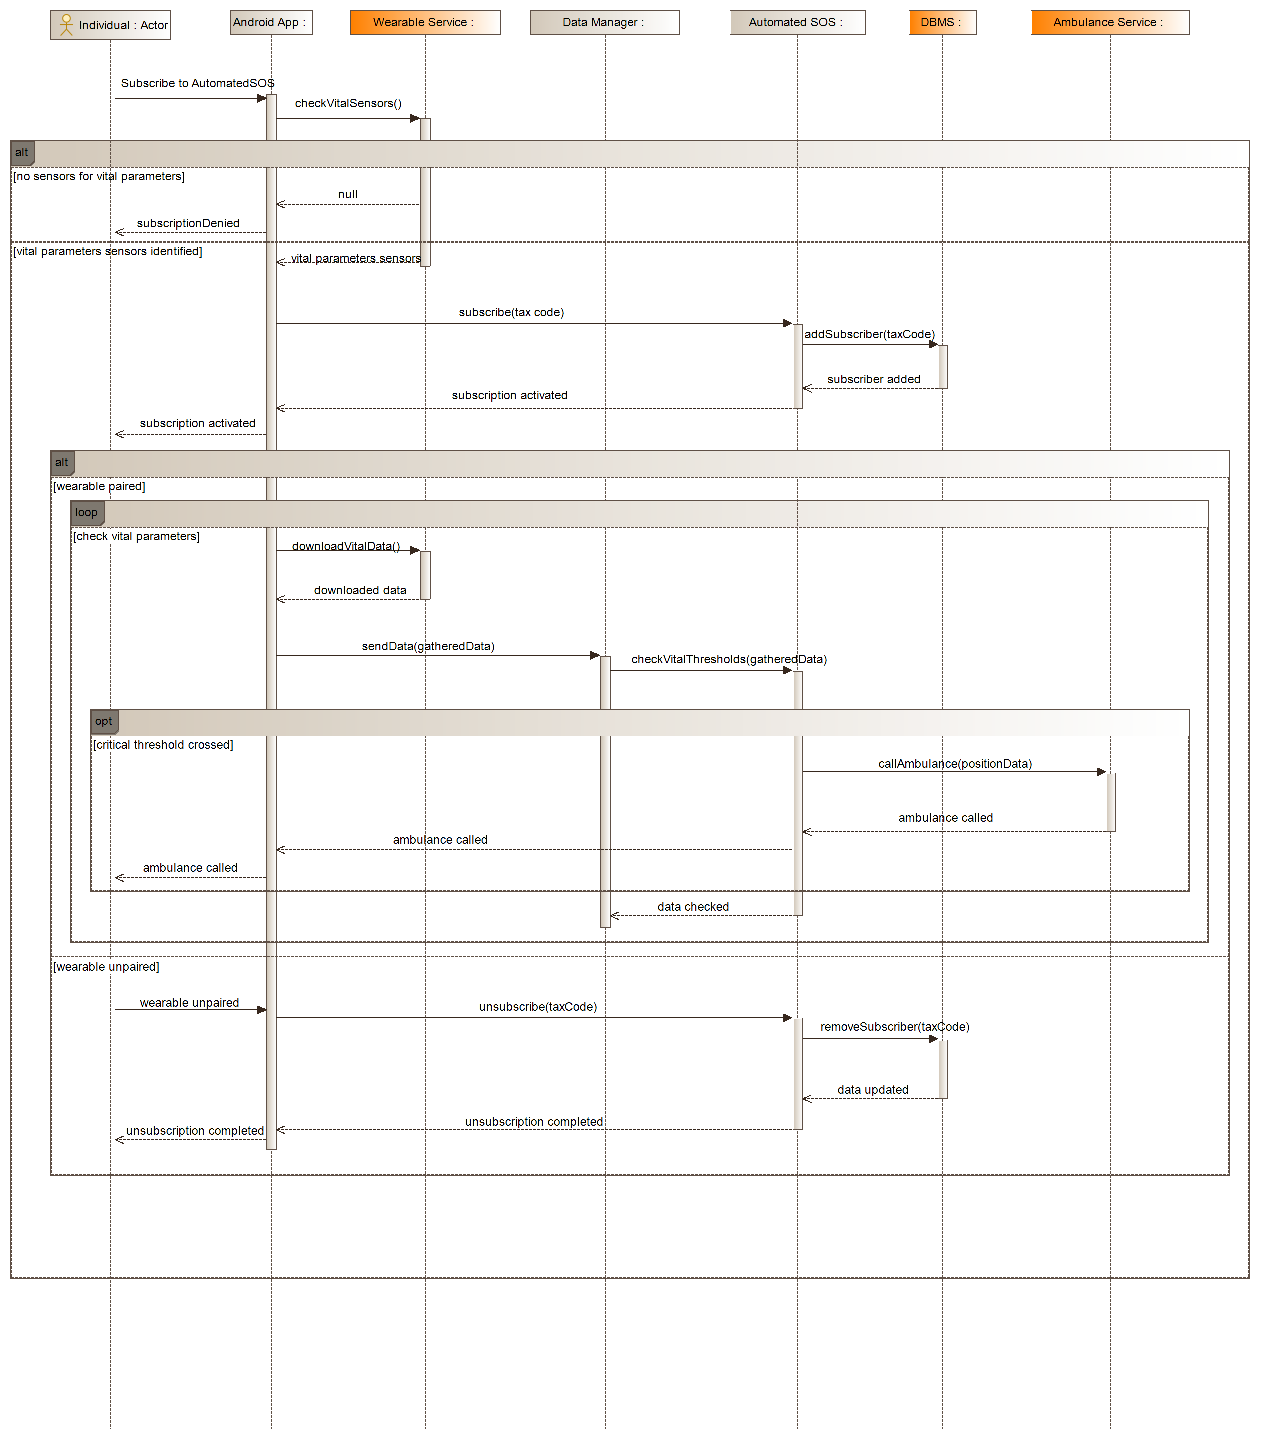 Individual : Actor
Android App :
Wearable Service :
Data Manager :
Automated SOS :
DBMS :
Ambulance Service :
Subscribe to AutomatedSOS
checkVitalSensors()
alt
[no sensors for vital parameters]
null
subscriptionDenied
[vital parameters sensors identified]
vital parameters sensors
subscribe(tax code)
addSubscriber(taxCode)
subscriber added
subscription activated
subscription activated
alt
[wearable paired]
loop
[check vital parameters]
downloadVitalData()
downloaded data
sendData(gatheredData)
checkVitalThresholds(gatheredData)
opt
[critical threshold crossed]
callAmbulance(positionData)
ambulance called
ambulance called
ambulance called
data checked
[wearable unpaired]
wearable unpaired
unsubscribe(taxCode)
removeSubscriber(taxCode)
data updated
unsubscription completed
unsubscription completed